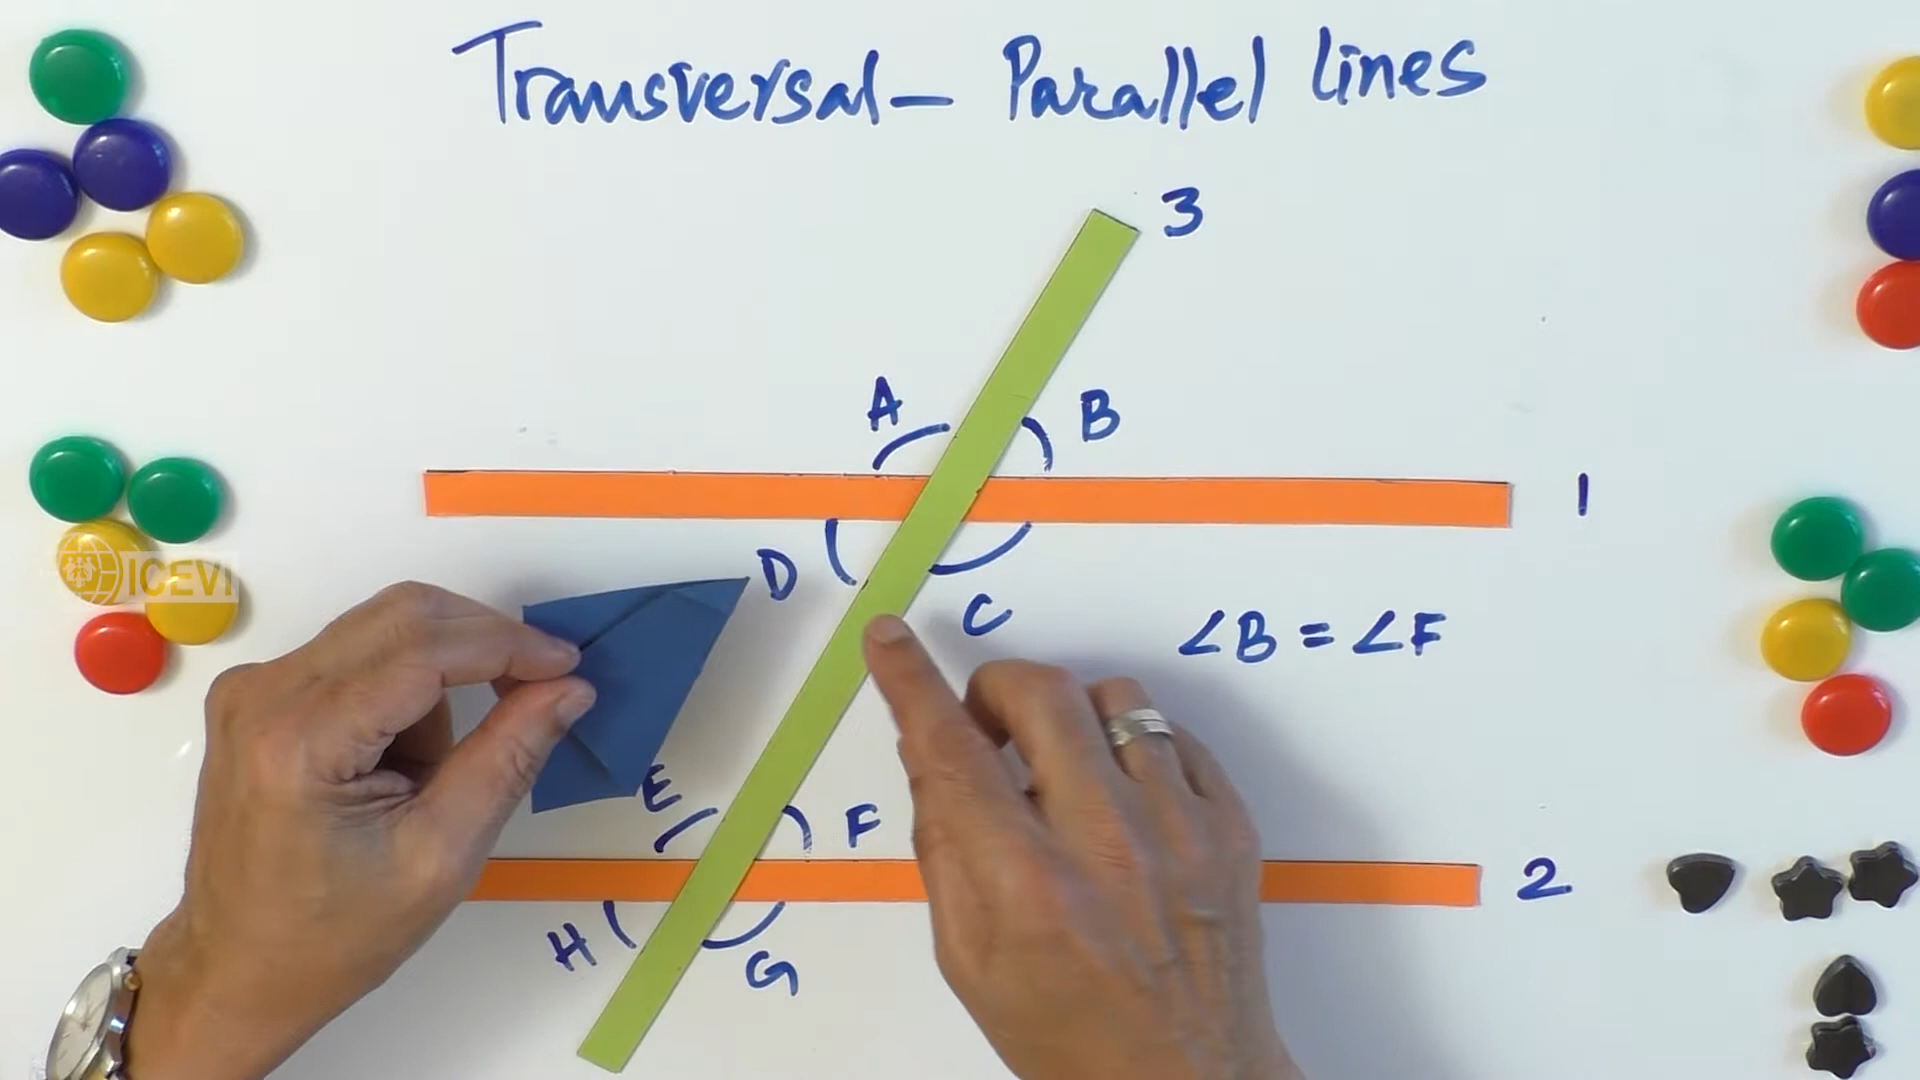 Transversal - Parallel lines
3
A B
1
D
C
ICEVI
∠B = ∠F
E F
2
H G